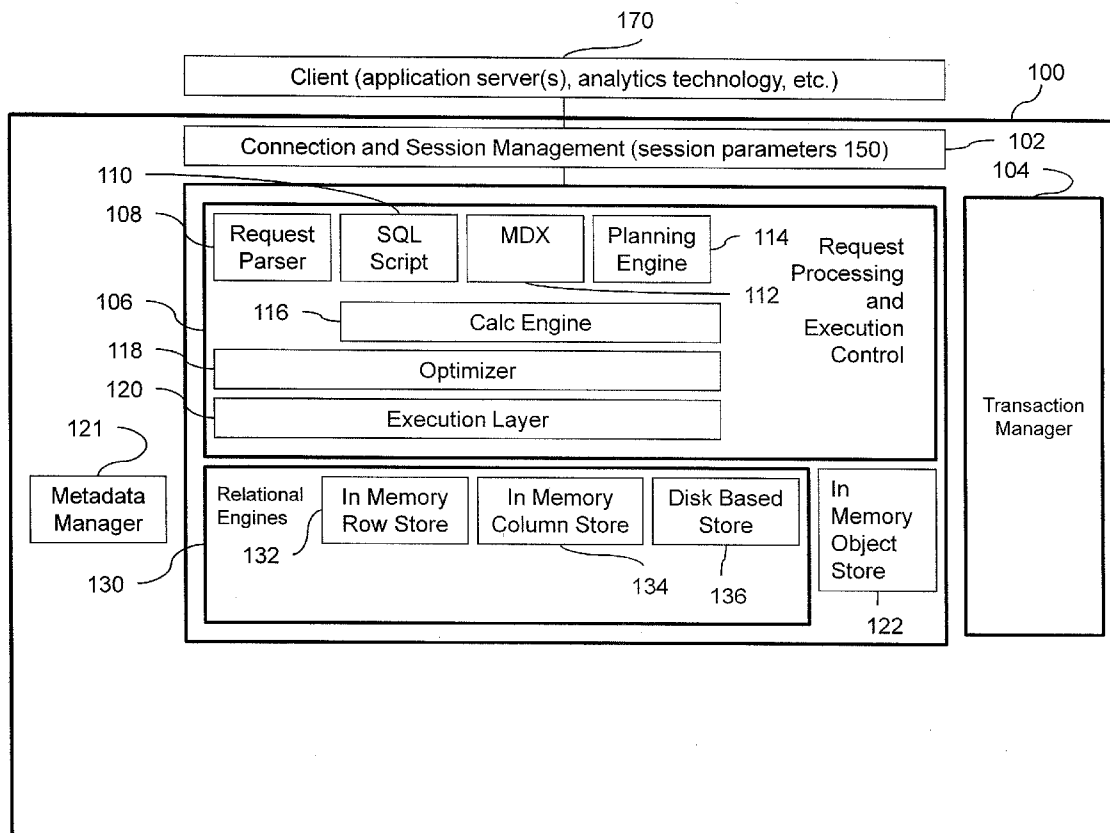 170
Client (application server(s), analytics technology, etc.)
100
Connection and Session Management (session parameters 150)
102
110
104
108
Request
Parser
SQL
Script
MDX
Planning
Engine
114
Request
Processing
and
Execution
Control
112
106
116
Calc Engine
118
Optimizer
120
Execution Layer
Transaction
Manager
121
Metadata
Manager
Relational
Engines
132
In Memory
Row Store
In Memory
Column Store
Disk Based
Store
In
Memory
Object
Store
130
134
136
122